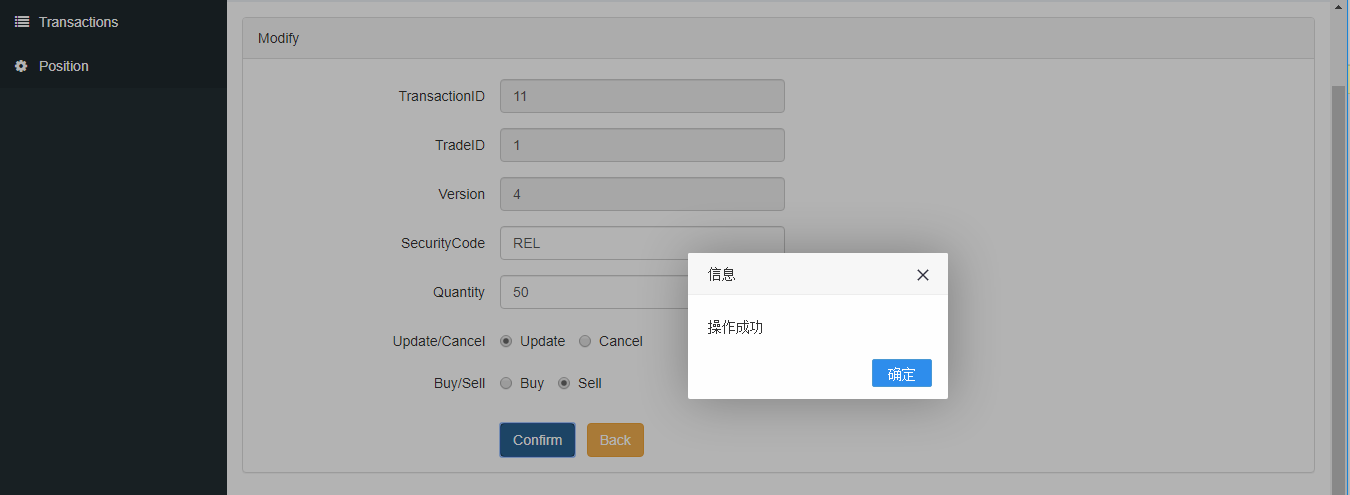 Transactions
Position
Modify
TransactionID 11
TradeID 1
Version 4
SecurityCode REL
Quantity 50
Update/Cancel Update Cancel
Buy/Sell Buy Sell
Confirm Back
信息
操作成功
确定